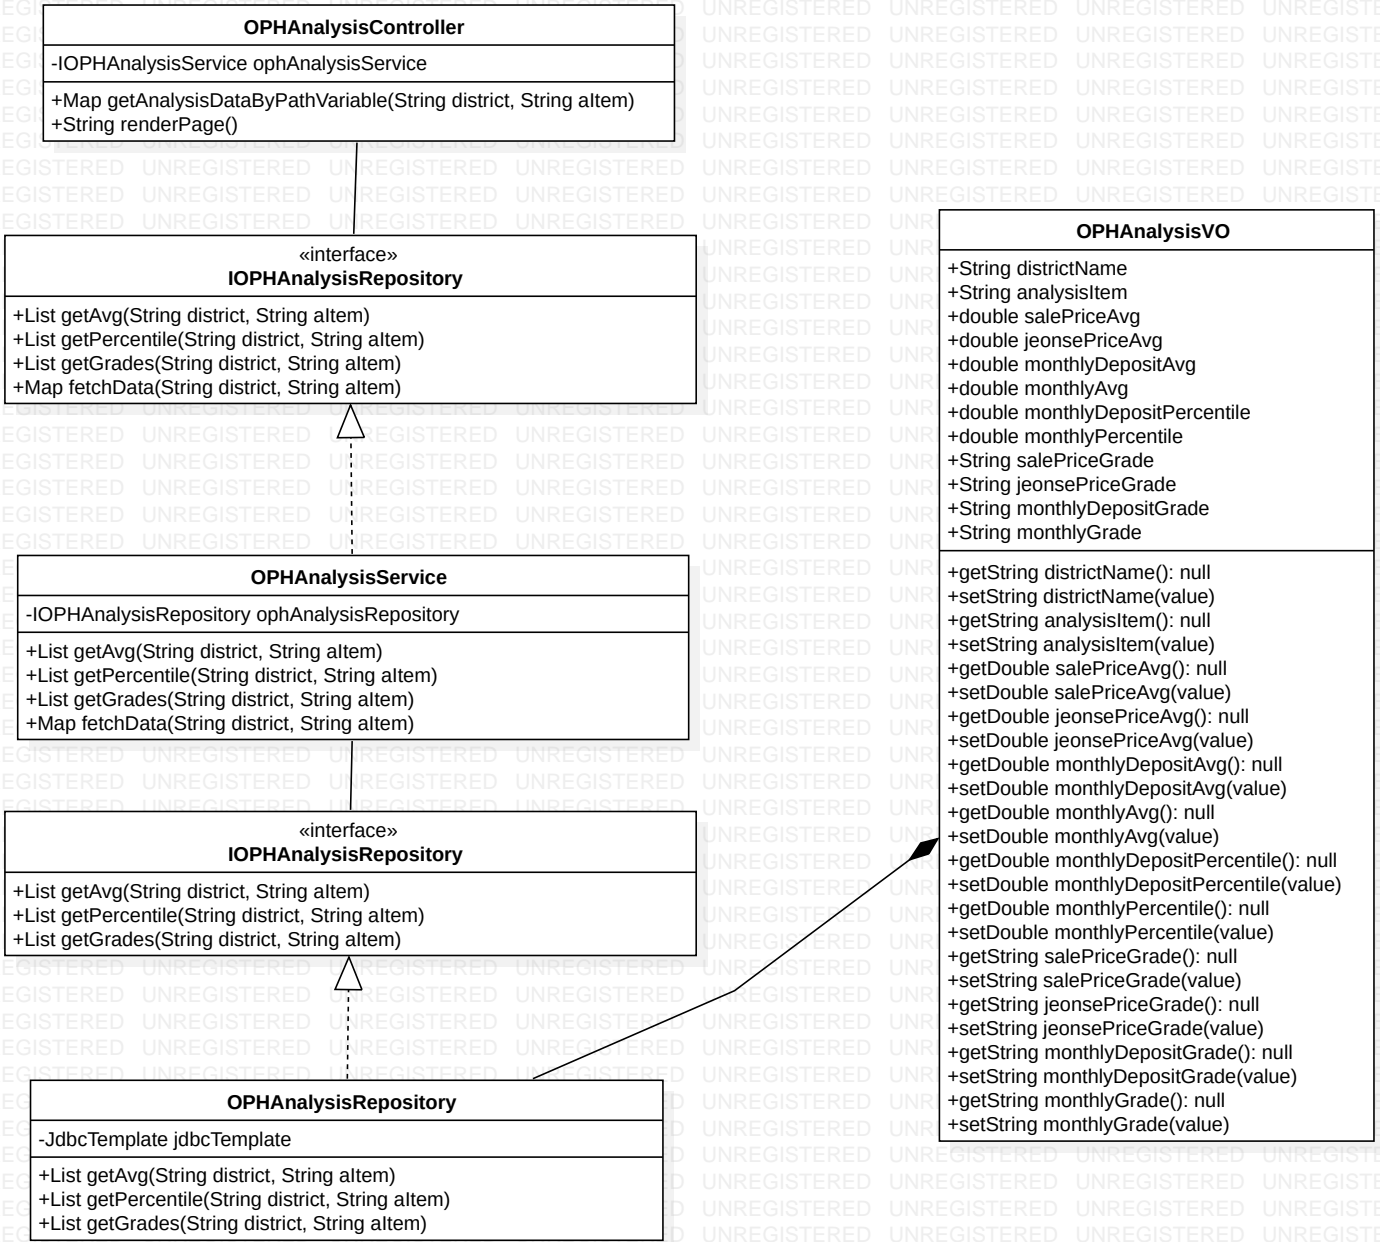 OPHAnalysisController
-IOPHAnalysisService ophAnalysisService
+Map getAnalysisDataByPathVariable(String district, String aItem)
+String renderPage()
«interface»
IOPHAnalysisRepository
+List getAvg(String district, String aItem)
+List getPercentile(String district, String aItem)
+List getGrades(String district, String aItem)
+Map fetchData(String district, String aItem)
OPHAnalysisService
-IOPHAnalysisRepository ophAnalysisRepository
+List getAvg(String district, String aItem)
+List getPercentile(String district, String aItem)
+List getGrades(String district, String aItem)
+Map fetchData(String district, String aItem)
«interface»
IOPHAnalysisRepository
+List getAvg(String district, String aItem)
+List getPercentile(String district, String aItem)
+List getGrades(String district, String aItem)
OPHAnalysisRepository
-JdbcTemplate jdbcTemplate
+List getAvg(String district, String aItem)
+List getPercentile(String district, String aItem)
+List getGrades(String district, String aItem)
OPHAnalysisVO
+String districtName
+String analysisItem
+double salePriceAvg
+double jeonsePriceAvg
+double monthlyDepositAvg
+double monthlyAvg
+double monthlyDepositPercentile
+double monthlyPercentile
+String salePriceGrade
+String jeonsePriceGrade
+String monthlyDepositGrade
+String monthlyGrade
+getString districtName(): null
+setString districtName(value)
+getString analysisItem(): null
+setString analysisItem(value)
+getDouble salePriceAvg(): null
+setDouble salePriceAvg(value)
+getDouble jeonsePriceAvg(): null
+setDouble jeonsePriceAvg(value)
+getDouble monthlyDepositAvg(): null
+setDouble monthlyDepositAvg(value)
+getDouble monthlyAvg(): null
+setDouble monthlyAvg(value)
+getDouble monthlyDepositPercentile(): null
+setDouble monthlyDepositPercentile(value)
+getDouble monthlyPercentile(): null
+setDouble monthlyPercentile(value)
+getString salePriceGrade(): null
+setString salePriceGrade(value)
+getString jeonsePriceGrade(): null
+setString jeonsePriceGrade(value)
+getString monthlyDepositGrade(): null
+setString monthlyDepositGrade(value)
+getString monthlyGrade(): null
+setString monthlyGrade(value)
UNREGISTERED